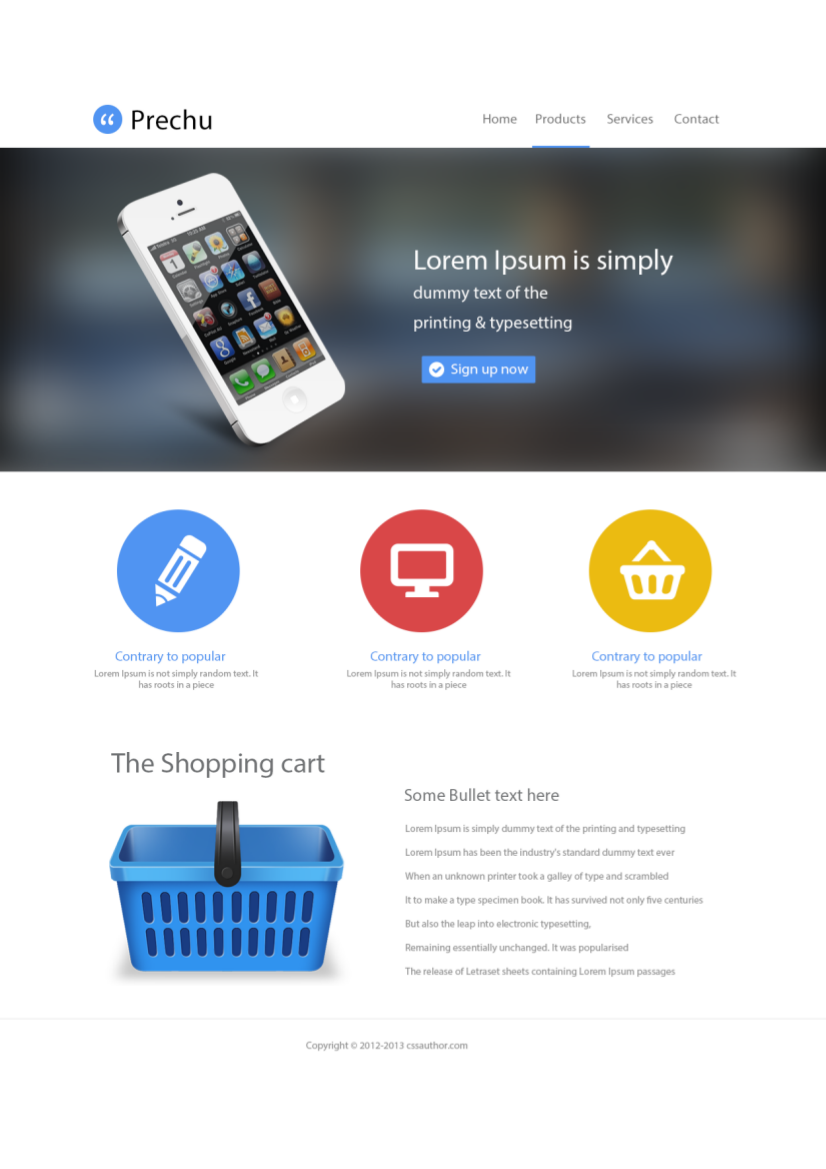 Prechu
Home Products Services Contact
Lorem Ipsum is simply
dummy text of the
printing & typesetting
Sign up now
Contrary to popular
Lorem Ipsum is not simply random text. It
has roots in a piece
Contrary to popular
Lorem Ipsum is not simply random text. It
has roots in a piece
Contrary to popular
Lorem Ipsum is not simply random text. It
has roots in a piece
The Shopping cart
Some Bullet text here
Lorem Ipsum is simply dummy text of the printing and typesetting
Lorem Ipsum has been the industry's standard dummy text ever
When an unknown printer took a galley of type and scrambled
It to make a type specimen book. It has survived not only five centuries
But also the leap into electronic typesetting,
Remaining essentially unchanged. It was popularised
The release of Letraset sheets containing Lorem Ipsum passages
Copyright © 2012-2013 cssauthor.com